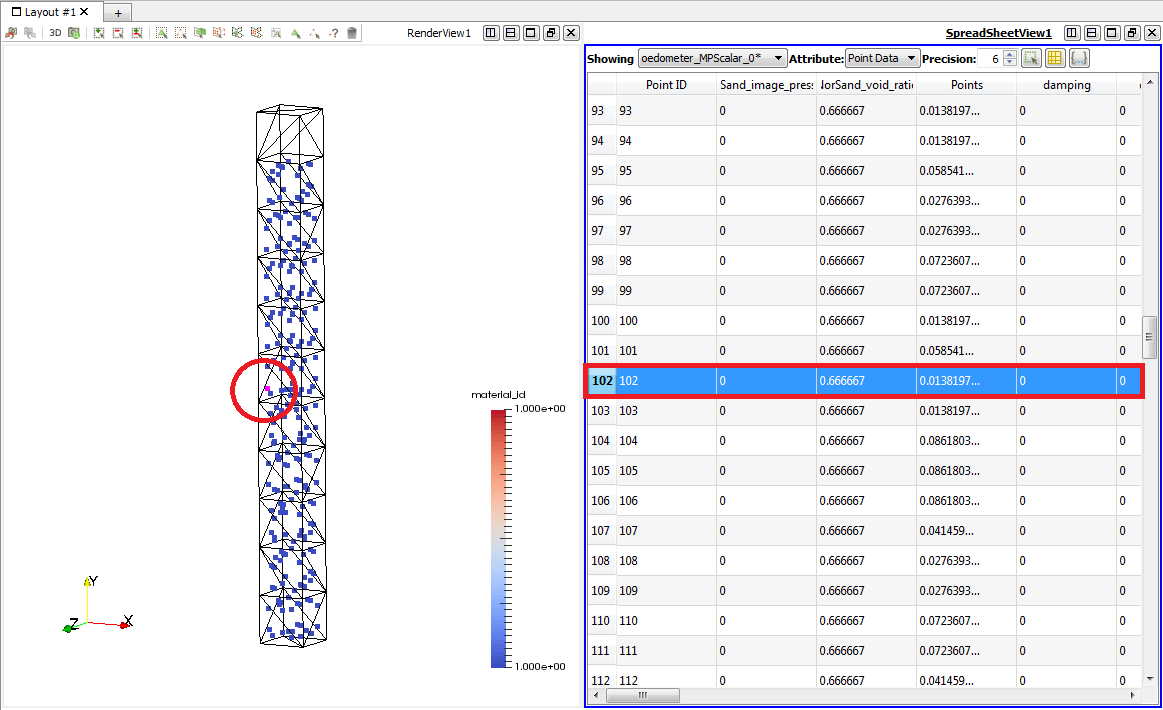 Layout #1
+
3D
?
RenderView1
SpreadSheetView1
Showing oedometer_MPScalar_0* Attribute: Point Data Precision: 6
Point ID Sand_image_press Points damping
93 93 0 0.666667 0.0138197... 0 0
94 94 0 0.666667 0.0138197... 0 0
95 95 0 0.666667 0.058541... 0 0
96 96 0 0.666667 0.0276393... 0 0
97 97 0 0.666667 0.0276393... 0 0
98 98 0 0.666667 0.0723607... 0 0
99 99 0 0.666667 0.0723607... 0 0
100 100 0 0.666667 0.0138197... 0 0
101 101 0 0.666667 0.058541... 0 0
102 102 0 0.666667 0.0138197... 0 0
103 103 0 0.666667 0.0138197... 0 0
104 104 0 0.666667 0.0861803... 0 0
105 105 0 0.666667 0.0861803... 0 0
106 106 0 0.666667 0.0861803... 0 0
107 107 0 0.666667 0.041459... 0 0
108 108 0 0.666667 0.0276393... 0 0
109 109 0 0.666667 0.0276393... 0 0
110 110 0 0.666667 0.0723607... 0 0
111 111 0 0.666667 0.0723607... 0 0
112 112 0 0.666667 0.041459... 0 0
material_id
1.000e+00
1.000e+00
Y
Z
X